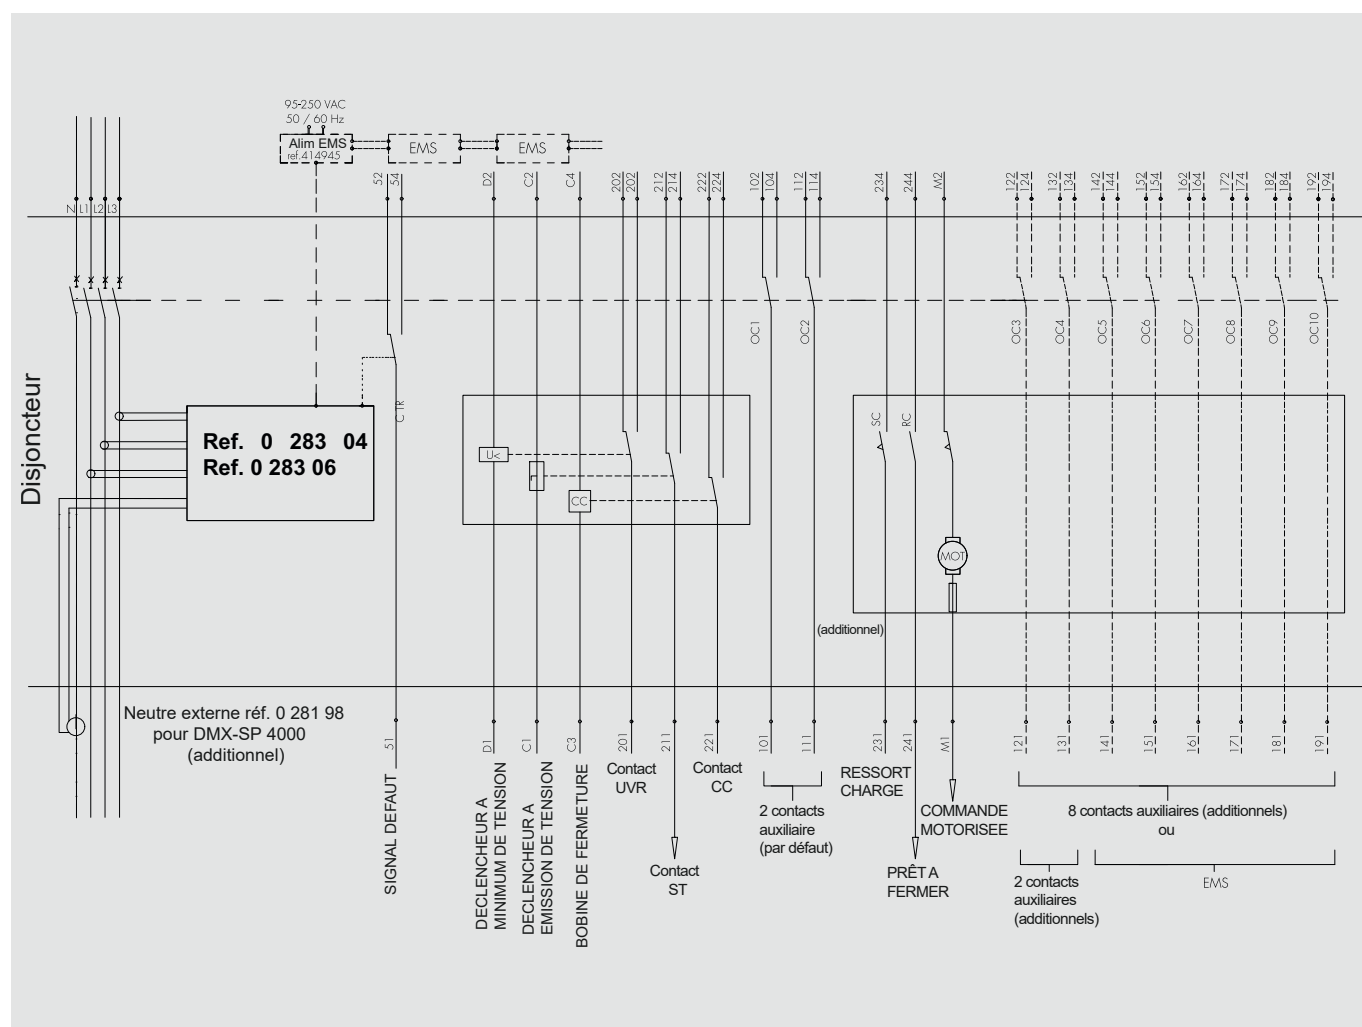 95-250 VAC
50 / 60 Hz
Alim EMS
ref.414945
EMS
EMS
52
54
D2
C2
C4
202
202
212
214
222
224
102
104
112
114
234
244
M2
122
124
132
134
142
144
152
154
162
164
172
174
182
184
192
194
N
L1
L2
L3
OC1
OC2
OC3
OC4
OC5
OC6
OC7
OC8
OC9
OC10
Disjoncteur
C TR
SC
RC
Ref. 0 283 04
Ref. 0 283 06
U<
CC
MOT
(additionnel)
Neutre externe réf. 0 281 98
pour DMX-SP 4000
(additionnel)
51
D1
C1
C3
201
211
221
101
111
231
241
M1
121
131
141
151
161
171
181
191
SIGNAL DEFAUT
DECLENCHEUR A
MINIMUM DE TENSION
DECLENCHEUR A
EMISSION DE TENSION
BOBINE DE FERMETURE
Contact
UVR
Contact
ST
Contact
CC
2 contacts
auxiliaire
(par défaut)
RESSORT
CHARGE
PRÊT A
FERMER
COMMANDE
MOTORISEE
8 contacts auxiliaires (additionnels)
ou
2 contacts
auxiliaires
(additionnels)
EMS